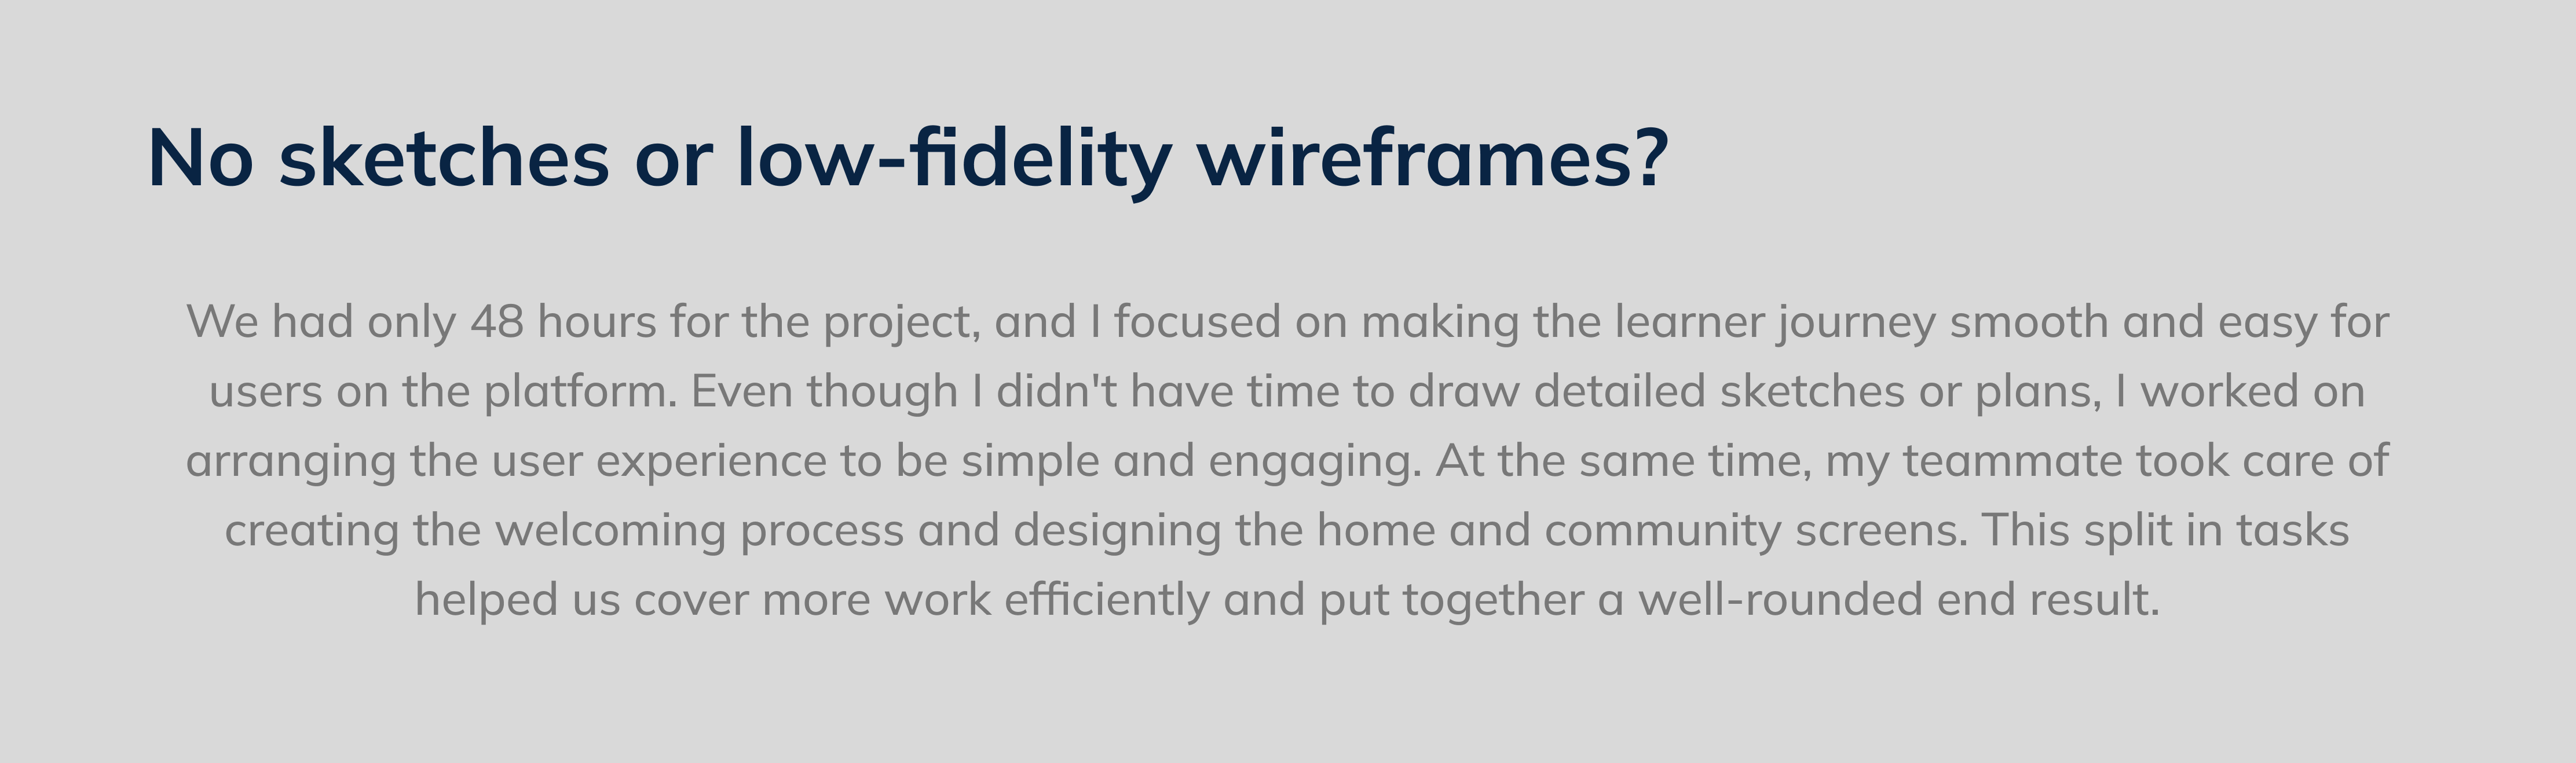 No sketches or low-fidelity wireframes?
We had only 48 hours for the project, and I focused on making the learner journey smooth and easy for
users on the platform. Even though I didn't have time to draw detailed sketches or plans, I worked on
arranging the user experience to be simple and engaging. At the same time, my teammate took care of
creating the welcoming process and designing the home and community screens. This split in tasks
helped us cover more work efficiently and put together a well-rounded end result.